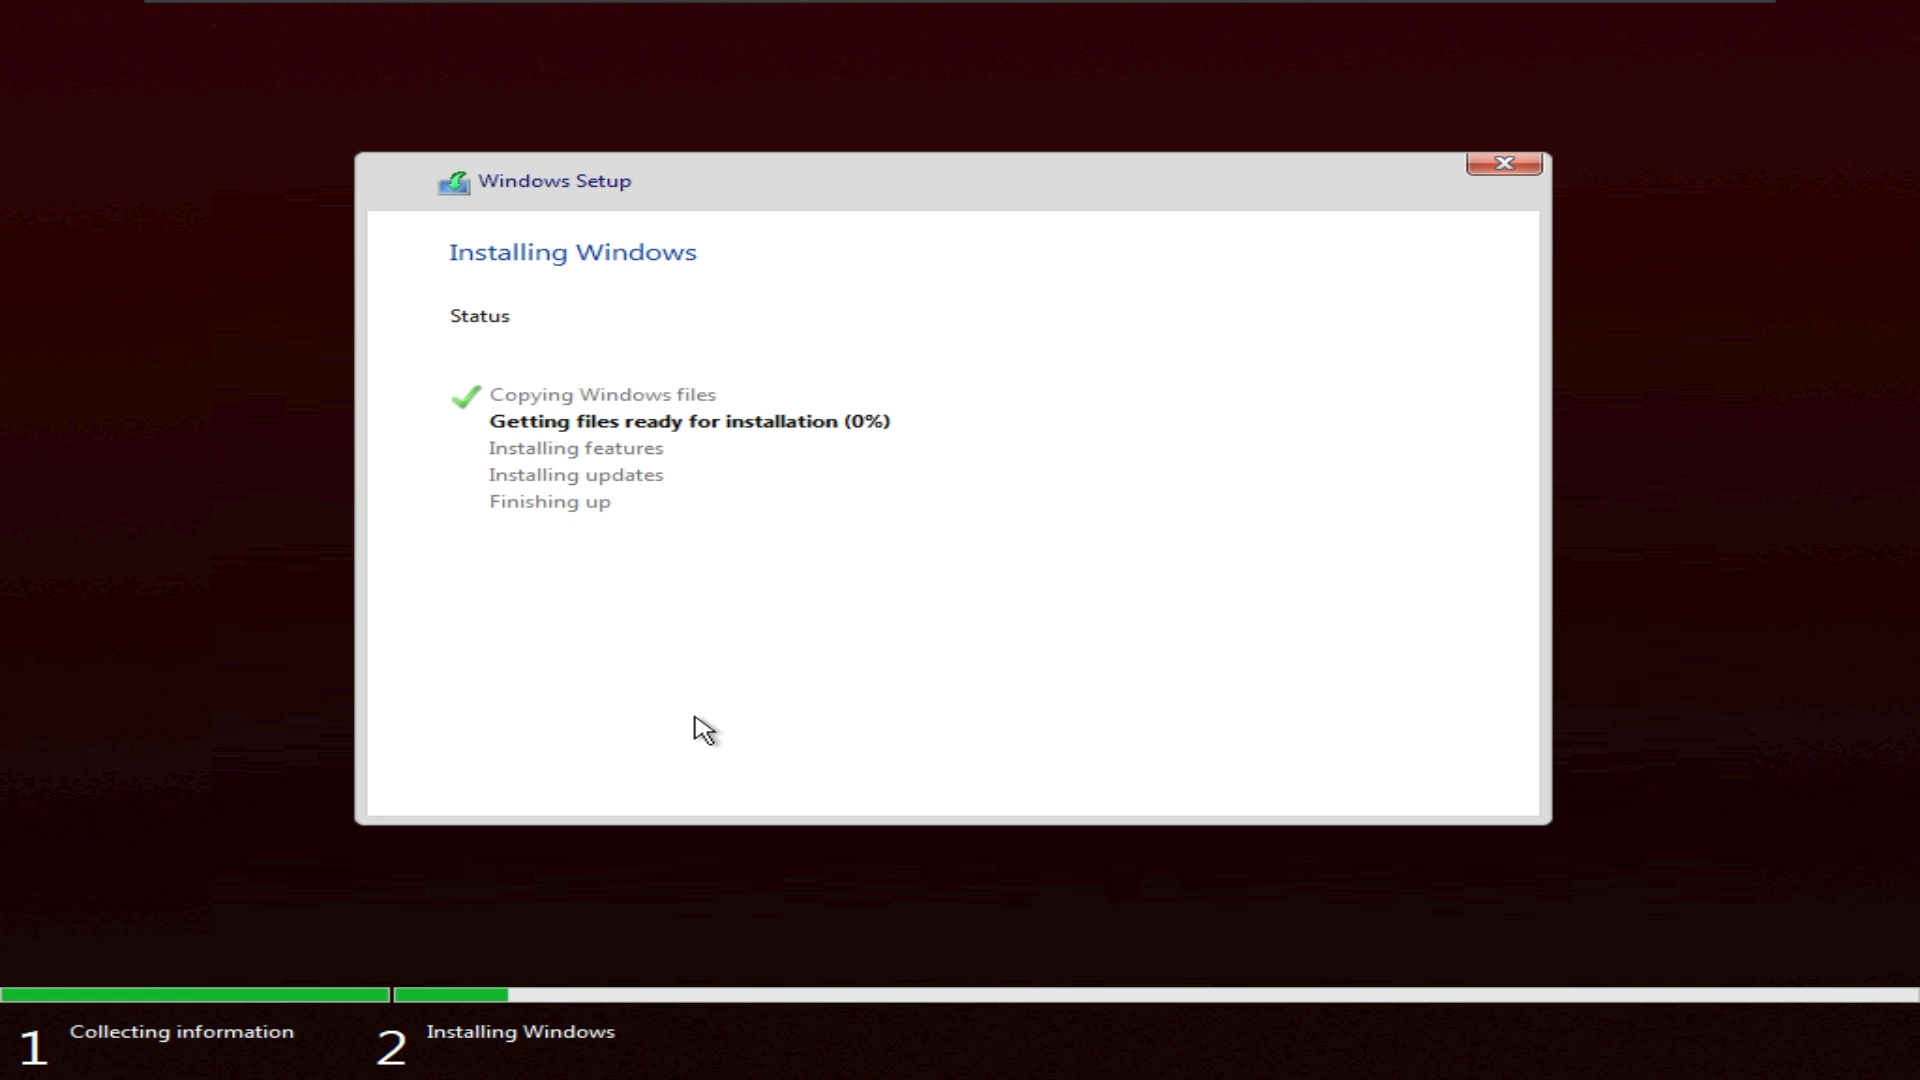 Windows Setup
Installing Windows
Status
Copying Windows files
Getting files ready for installation (0%)
Installing features
Installing updates
Finishing up
1 Collecting information
2 Installing Windows